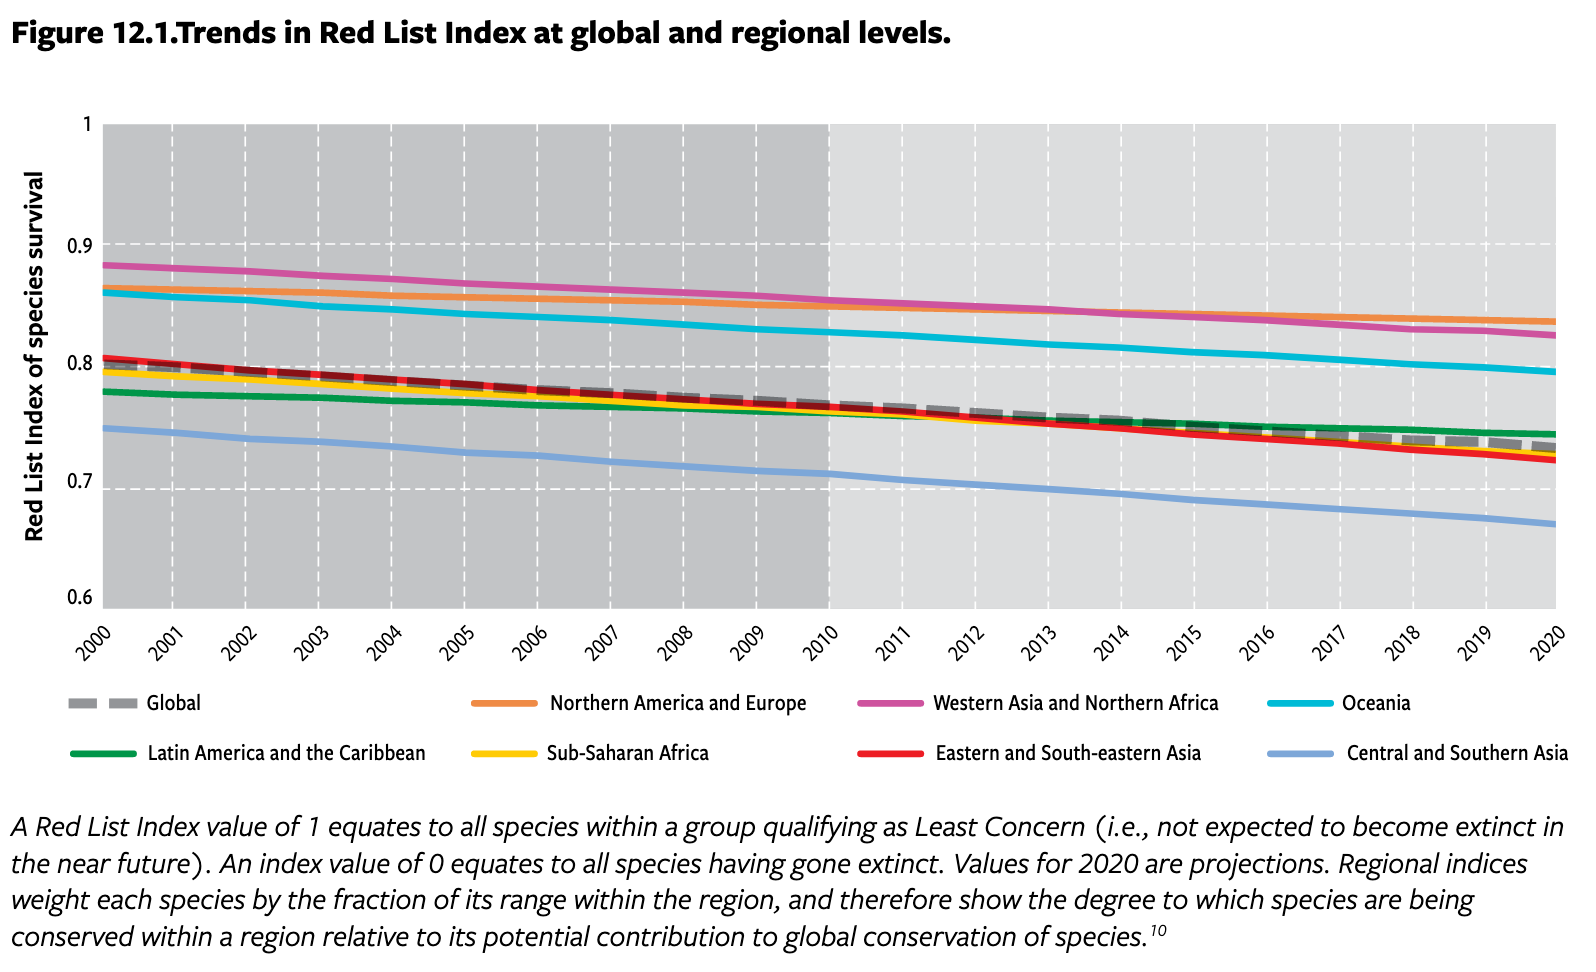 Figure 12.1.Trends in Red List Index at global and regional levels.
Red List Index of species survival
1
0.9
0.8
0.7
0.6
2000 2001 2002 2003 2004 2005 2006 2007 2008 2009 2010 2011 2012 2013 2014 2015 2016 2017 2018 2019 2020
Global Northern America and Europe Western Asia and Northern Africa Oceania
Latin America and the Caribbean Sub-Saharan Africa Eastern and South-eastern Asia Central and Southern Asia
A Red List Index value of 1 equates to all species within a group qualifying as Least Concern (i.e., not expected to become extinct in
the near future). An index value of 0 equates to all species having gone extinct. Values for 2020 are projections. Regional indices
weight each species by the fraction of its range within the region, and therefore show the degree to which species are being
conserved within a region relative to its potential contribution to global conservation of species.10